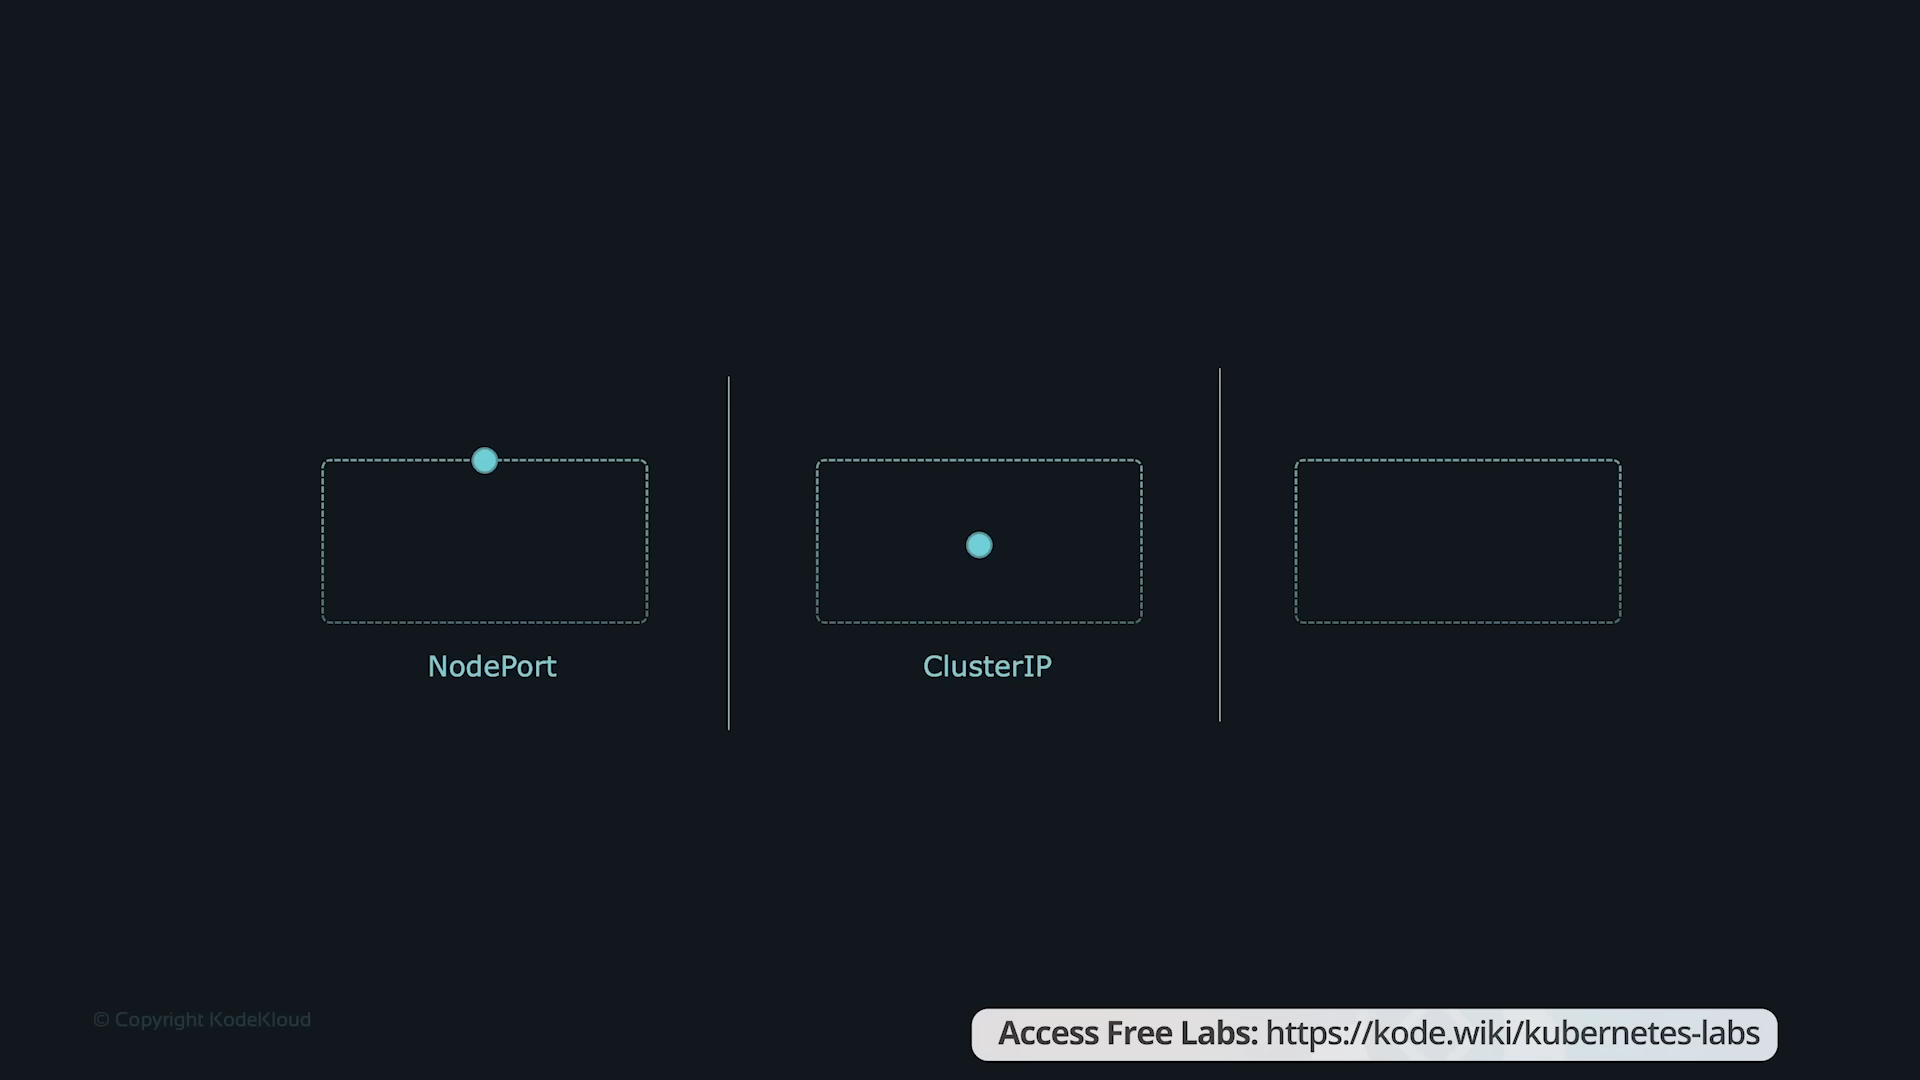 NodePort
ClusterIP
© Copyright KodeKloud
Access Free Labs: https://kode.wiki/kubernetes-labs